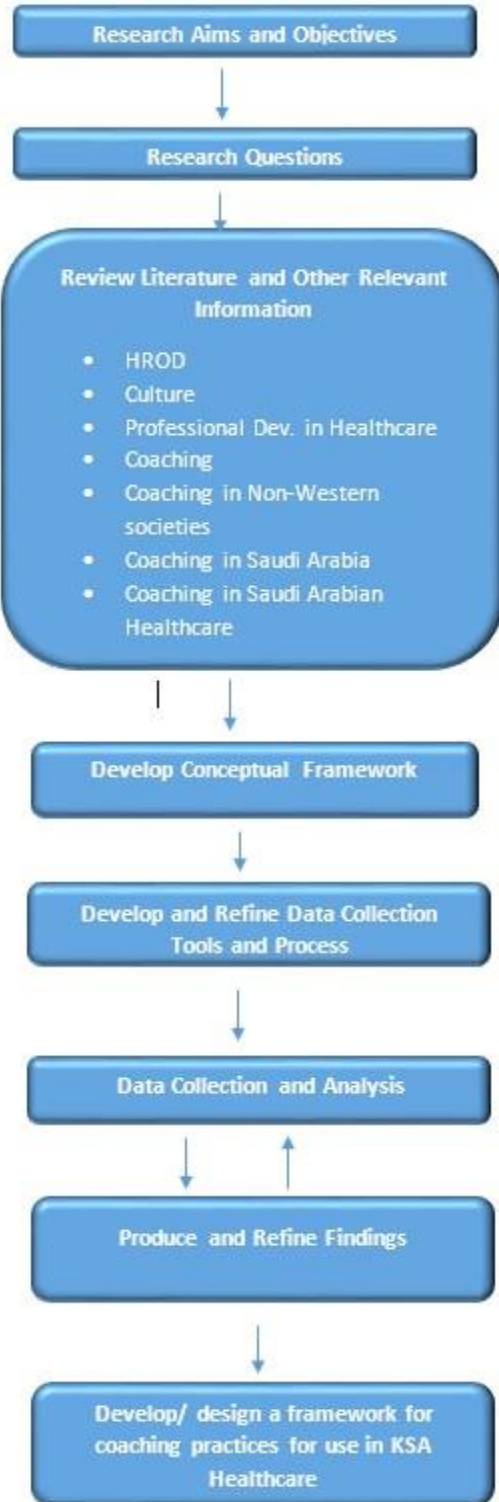 Research Aims and Objectives
Research Questions
Review Literature and Other Relevant
Information
• HROD
• Culture
• Professional Dev. in Healthcare
• Coaching
• Coaching in Non-Western
societies
• Coaching in Saudi Arabia
• Coaching in Saudi Arabian
Healthcare
Develop Conceptual Framework
Develop and Refine Data Collection
Tools and Process
Data Collection and Analysis
Produce and Refine Findings
Develop/ design a framework for
coaching practices for use in KSA
Healthcare